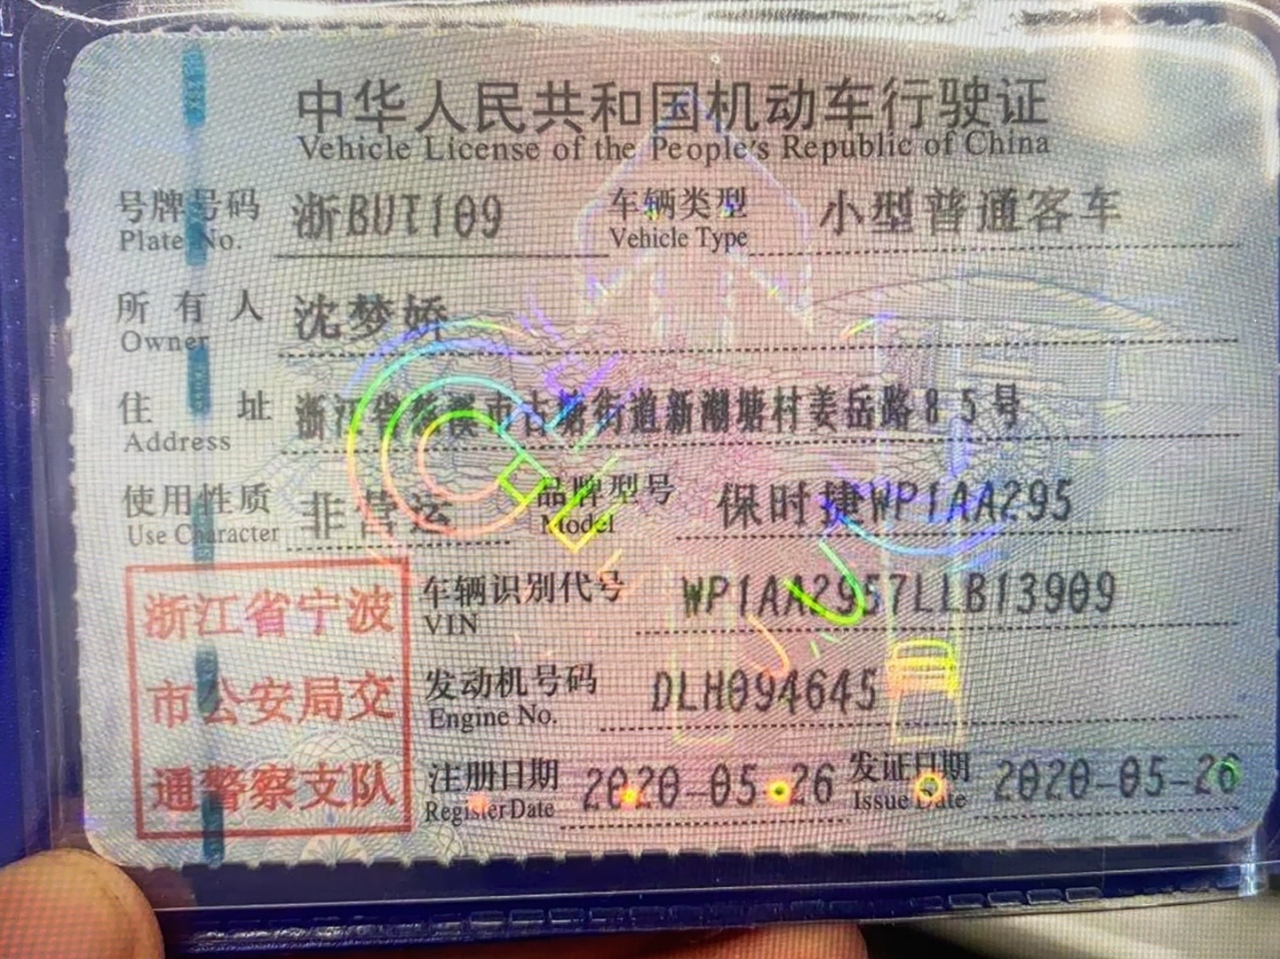 中华人民共和国机动车行驶证
Vehicle License of the People's Republic of China
号牌号码 浙BUT109 车辆类型 小型普通客车
Plate No. Vehicle Type
所有人 沈梦娇
Owner
住址 浙江省慈溪市古塘街道新潮塘村姜岳路85号
Address
使用性质 非营运 品牌型号 保时捷WP1AA295
Use Character Model
浙江省宁波
市公安局交
通警察支队
车辆识别代号 WP1AA2957LLB13909
VIN
发动机号码 DLH094645
Engine No.
注册日期 2020-05-26 发证日期 2020-05-26
Register Date Issue Date